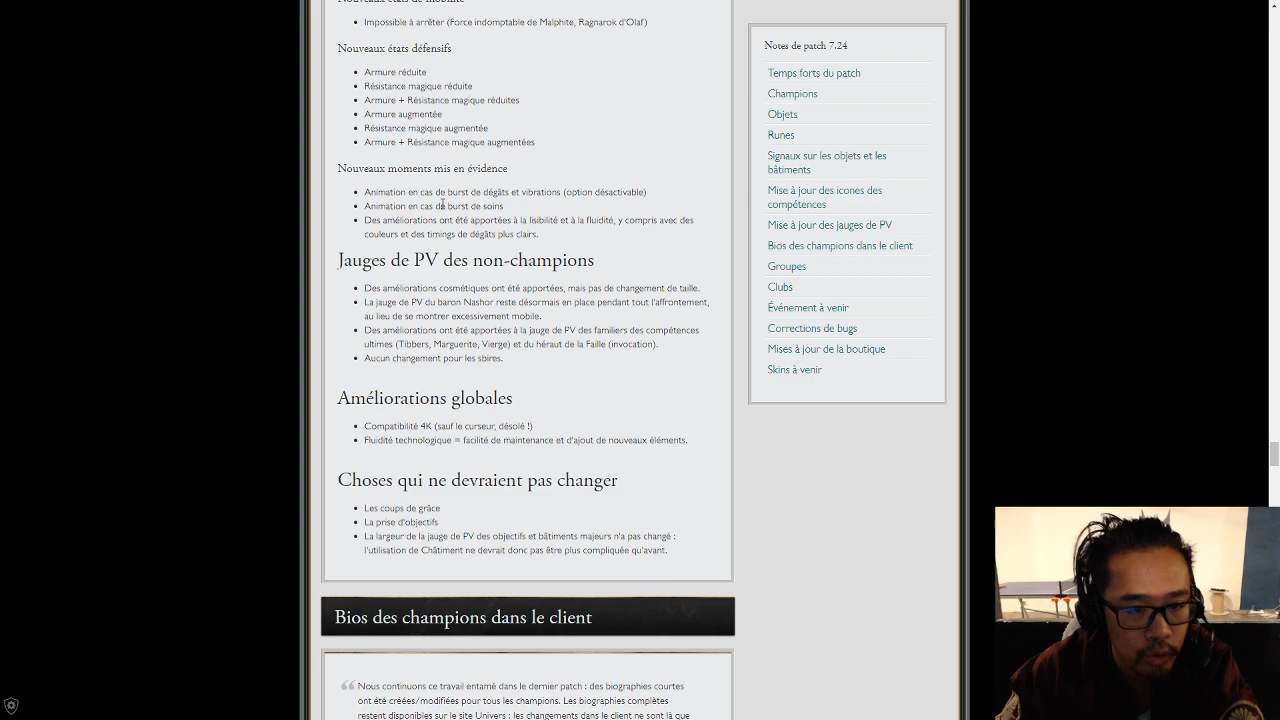 Nouveaux états de mobilité
Impossible à arrêter (Force indomptable de Malphite, Ragnarok d'Olaf)
Nouveaux états défensifs
Armure réduite
Résistance magique réduite
Armure + Résistance magique réduites
Armure augmentée
Résistance magique augmentée
Armure + Résistance magique augmentées
Nouveaux moments mis en évidence
Animation en cas de burst de dégâts et vibrations (option désactivable)
Animation en cas de burst de soins
Des améliorations ont été apportées à la lisibilité et à la fluidité, y compris avec des
couleurs et des timings de dégâts plus clairs.
Jauges de PV des non-champions
Des améliorations cosmétiques ont été apportées, mais pas de changement de taille.
La jauge de PV du baron Nashor reste désormais en place pendant tout l'affrontement,
au lieu de se montrer excessivement mobile.
Des améliorations ont été apportées à la jauge de PV des familiers des compétences
ultimes (Tibbers, Marguerite, Vierge) et du héraut de la Faille (invocation).
Aucun changement pour les sbires.
Améliorations globales
Compatibilité 4K (sauf le curseur, désolé !)
Fluidité technologique = facilité de maintenance et d'ajout de nouveaux éléments.
Choses qui ne devraient pas changer
Les coups de grâce
La prise d'objectifs
La largeur de la jauge de PV des objectifs et bâtiments majeurs n'a pas changé :
l'utilisation de Châtiment ne devrait donc pas être plus compliquée qu'avant.
Bios des champions dans le client
Nous continuons ce travail entamé dans le dernier patch : des biographies courtes
ont été créées/modifiées pour tous les champions. Les biographies complètes
restent disponibles sur le site Univers : les changements dans le client ne sont là que
Notes de patch 7.24
Temps forts du patch
Champions
Objets
Runes
Signaux sur les objets et les
bâtiments
Mise à jour des icones des
compétences
Mise à jour des jauges de PV
Bios des champions dans le client
Groupes
Clubs
Événement à venir
Corrections de bugs
Mises à jour de la boutique
Skins à venir